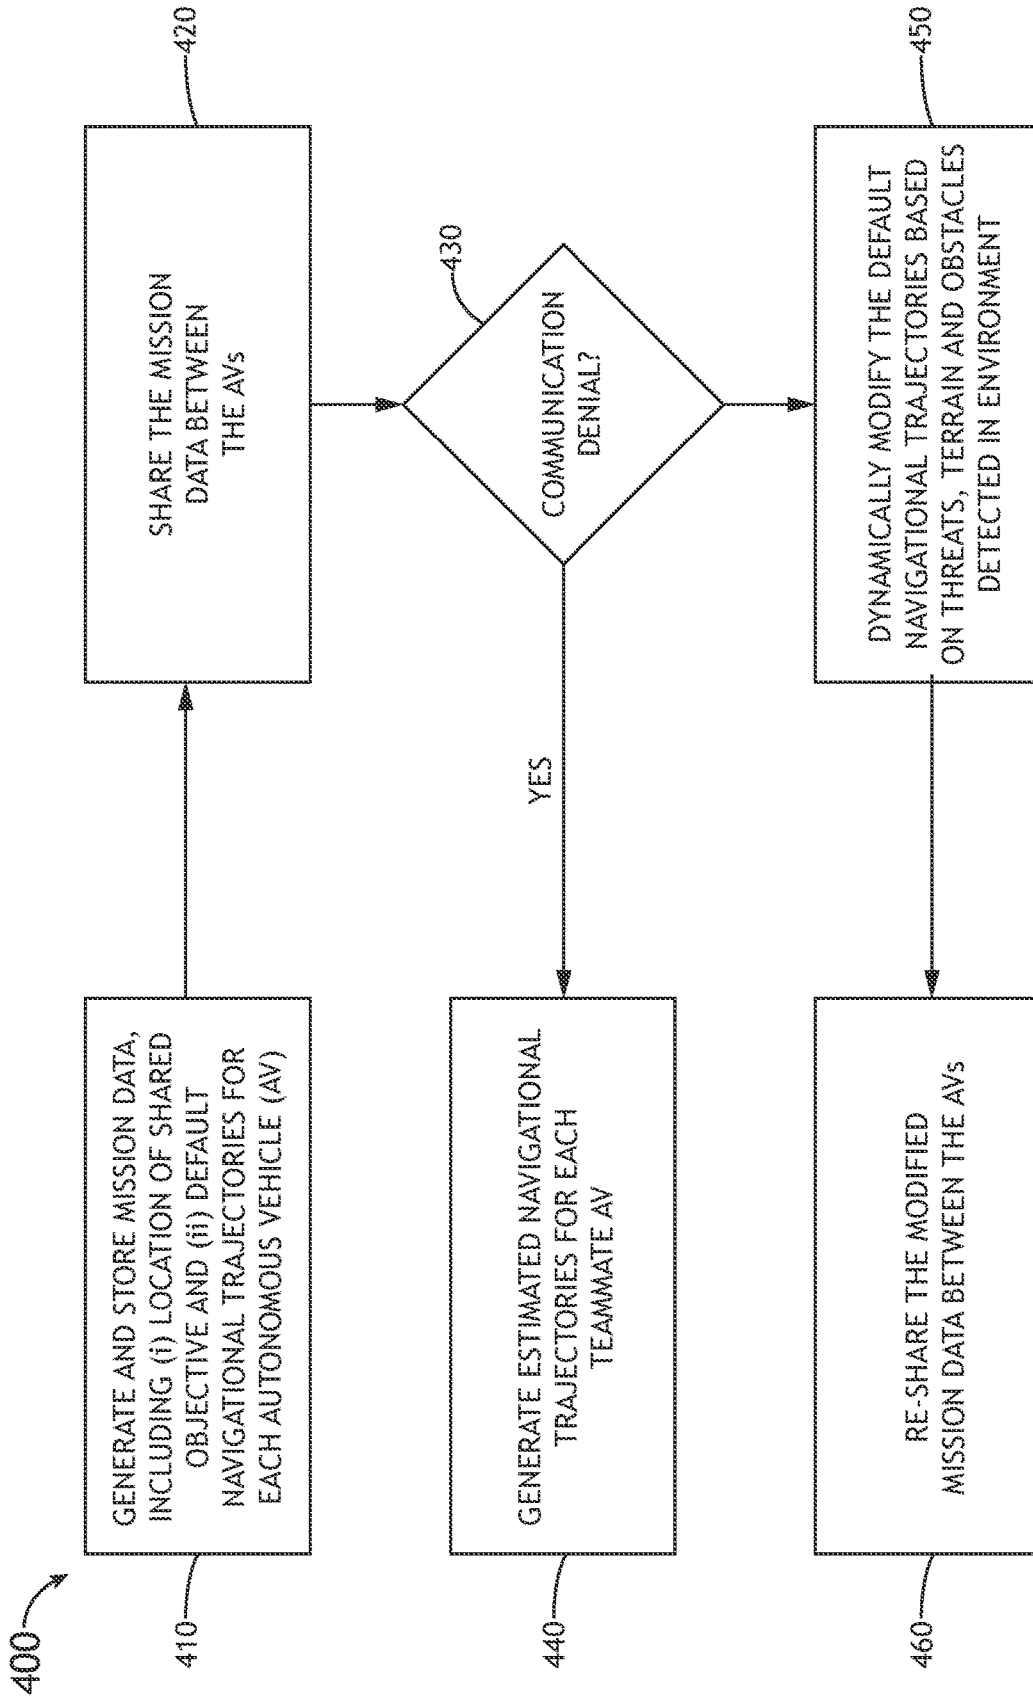 400
410
GENERATE AND STORE MISSION DATA,
INCLUDING (i) LOCATION OF SHARED
OBJECTIVE AND (ii) DEFAULT
NAVIGATIONAL TRAJECTORIES FOR
EACH AUTONOMOUS VEHICLE (AV)
420
SHARE THE MISSION
DATA BETWEEN
THE AVs
430
COMMUNICATION
DENIAL?
YES
440
GENERATE ESTIMATED NAVIGATIONAL
TRAJECTORIES FOR EACH
TEAMMATE AV
450
DYNAMICALLY MODIFY THE DEFAULT
NAVIGATIONAL TRAJECTORIES BASED
ON THREATS, TERRAIN AND OBSTACLES
DETECTED IN ENVIRONMENT
460
RE-SHARE THE MODIFIED
MISSION DATA BETWEEN THE AVs